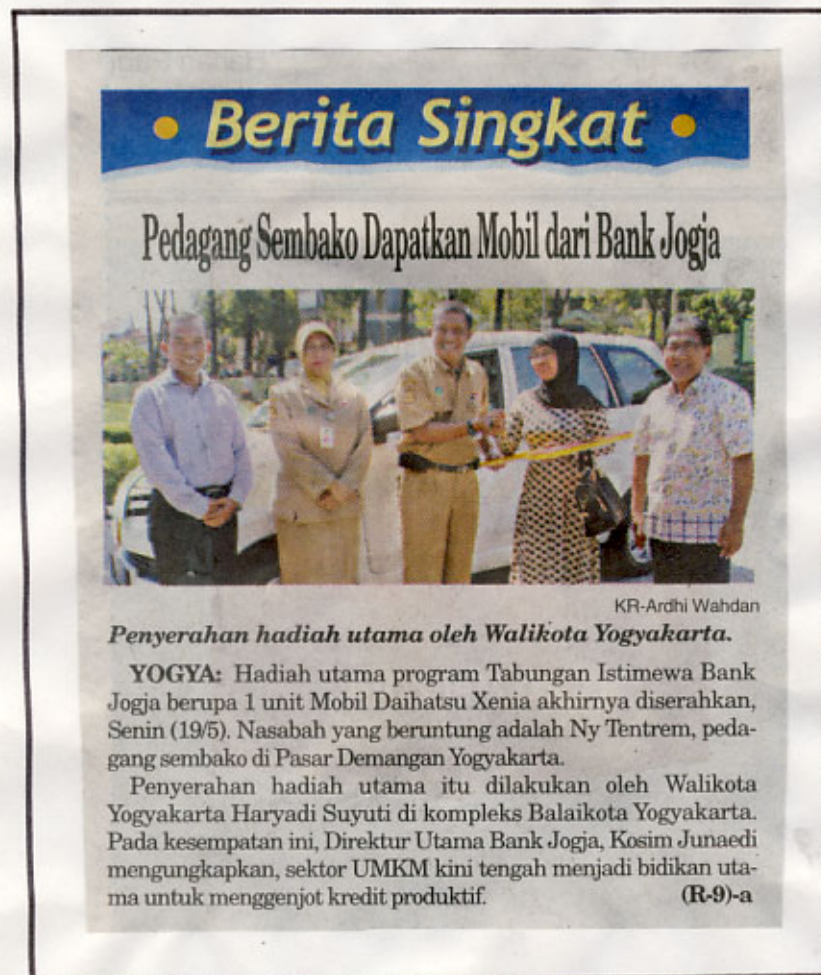 • Berita Singkat •
Pedagang Sembako Dapatkan Mobil dari Bank Jogja
KR-Ardhi Wahdan
Penyerahan hadiah utama oleh Walikota Yogyakarta.
YOGYA: Hadiah utama program Tabungan Istimewa Bank
Jogja berupa 1 unit Mobil Daihatsu Xenia akhirnya diserahkan,
Senin (19/5). Nasabah yang beruntung adalah Ny Tentrem, peda-
gang sembako di Pasar Demangan Yogyakarta.
Penyerahan hadiah utama itu dilakukan oleh Walikota
Yogyakarta Haryadi Suyuti di kompleks Balaikota Yogyakarta.
Pada kesempatan ini, Direktur Utama Bank Jogja, Kosim Junaedi
mengungkapkan, sektor UMKM kini tengah menjadi bidikan uta-
ma untuk menggenjot kredit produktif. (R-9)-a